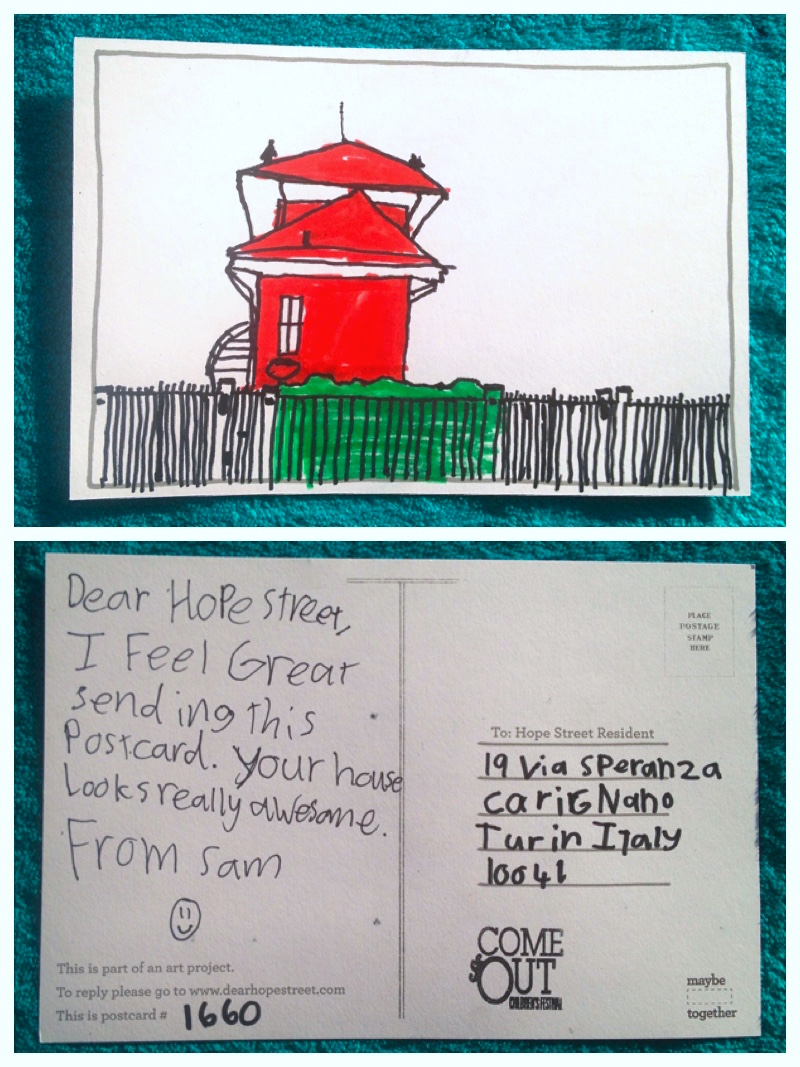 Dear Hope street,
I Feel Great
sending this
Postcard. Your house
Looks really awesome.
From Sam
This is part of an art project.
To reply please go to www.dearhopestreet.com
This is postcard # 1660
PLACE
POSTAGE
STAMP
HERE
To: Hope Street Resident
19 Via SPeranza
CariGNano
Turin Italy
10041
COME
OUT
CHILDREN'S FESTIVAL
maybe
together